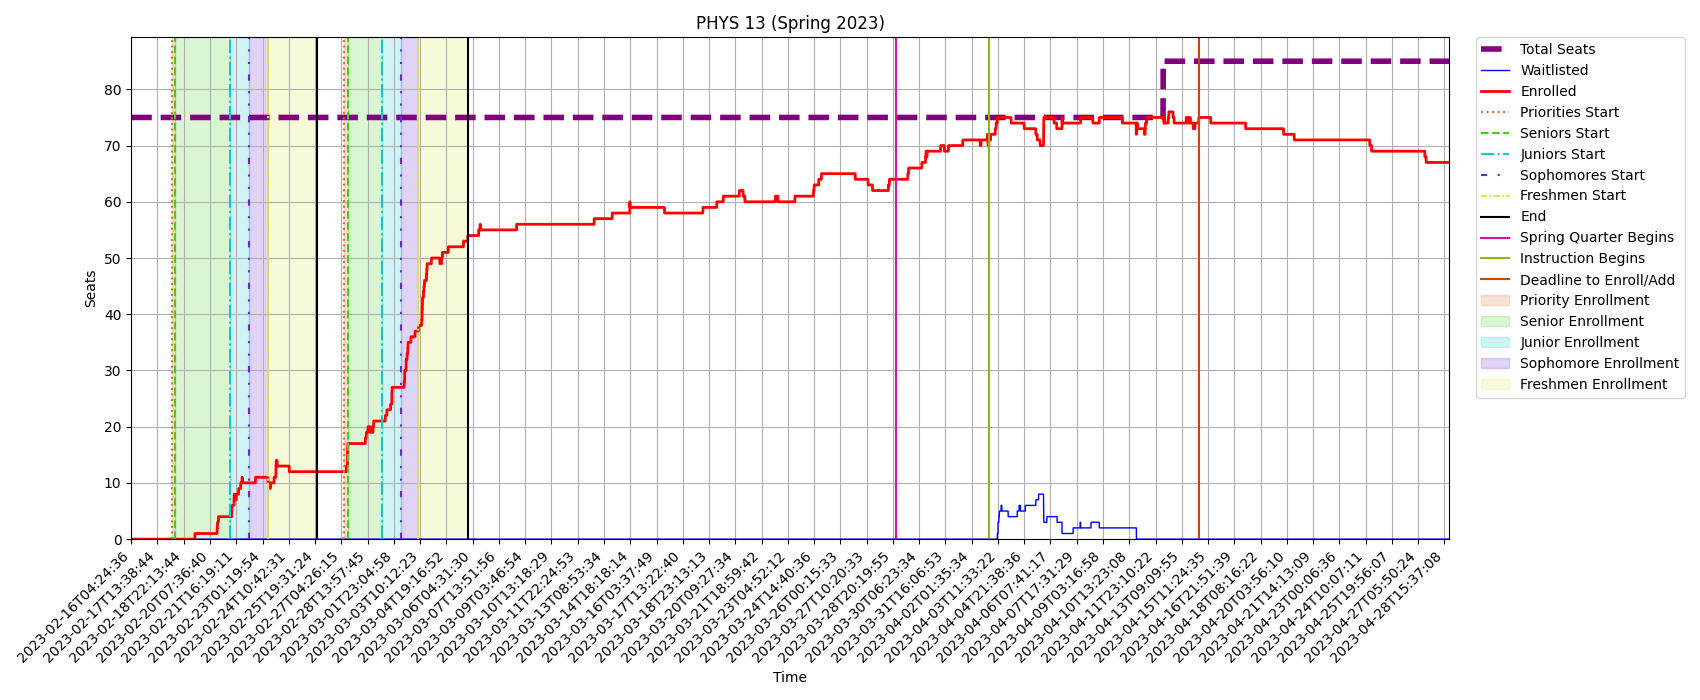 PHYS 13 (Spring 2023)
Seats
80
70
60
50
40
30
20
10
0
2023-02-16T04:24:36
2023-02-17T13:38:44
2023-02-18T22:13:44
2023-02-20T07:36:40
2023-02-21T16:19:11
2023-02-23T01:19:54
2023-02-24T10:42:31
2023-02-25T19:31:24
2023-02-27T04:26:15
2023-02-28T13:57:45
2023-03-01T23:04:58
2023-03-03T10:12:23
2023-03-04T19:16:52
2023-03-06T04:31:30
2023-03-07T13:51:56
2023-03-09T03:46:54
2023-03-10T13:18:29
2023-03-11T22:24:53
2023-03-13T08:53:34
2023-03-14T18:18:14
2023-03-16T03:37:49
2023-03-17T13:22:40
2023-03-18T23:13:13
2023-03-20T09:27:34
2023-03-21T18:59:42
2023-03-23T04:52:12
2023-03-24T14:40:36
2023-03-26T00:15:33
2023-03-27T10:20:33
2023-03-28T20:19:55
2023-03-30T06:23:34
2023-03-31T16:06:53
2023-04-02T01:35:34
2023-04-03T11:33:22
2023-04-04T21:38:36
2023-04-06T07:41:17
2023-04-07T17:31:29
2023-04-09T03:16:58
2023-04-10T13:23:09
2023-04-11T23:10:22
2023-04-13T09:09:55
2023-04-15T11:24:35
2023-04-16T21:51:39
2023-04-18T08:16:22
2023-04-20T03:56:10
2023-04-21T14:13:09
2023-04-23T00:06:36
2023-04-24T10:07:11
2023-04-25T19:56:07
2023-04-27T05:50:24
2023-04-28T15:37:08
Time
Total Seats
Waitlisted
Enrolled
Priorities Start
Seniors Start
Juniors Start
Sophomores Start
Freshmen Start
End
Spring Quarter Begins
Instruction Begins
Deadline to Enroll/Add
Priority Enrollment
Senior Enrollment
Junior Enrollment
Sophomore Enrollment
Freshmen Enrollment